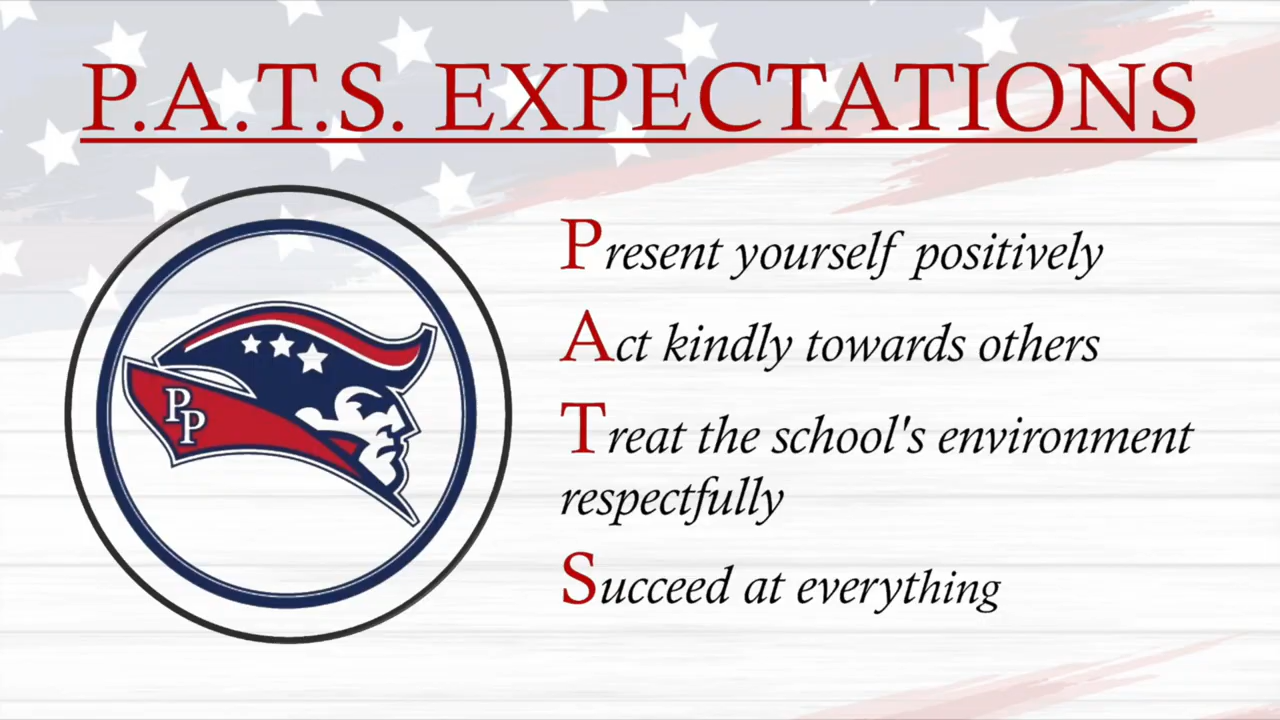 P.A.T.S. EXPECTATIONS
PP
Present yourself positively
Act kindly towards others
Treat the school's environment
respectfully
Succeed at everything